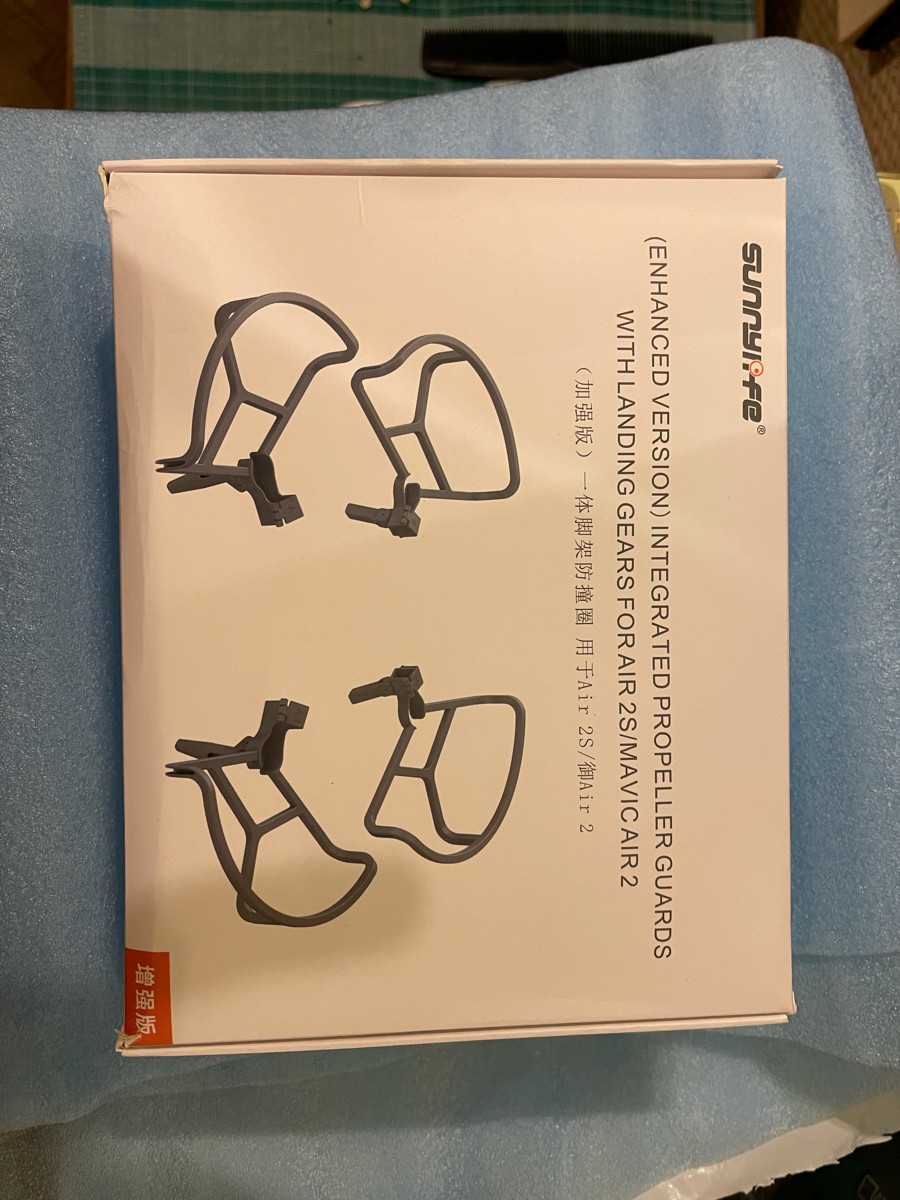 sunnylife®
(ENHANCED VERSION) INTEGRATED PROPELLER GUARDS
WITH LANDING GEARS FOR AIR 2S/MAVIC AIR 2
（加强版）一体脚架防撞圈 用于Air 2S/御Air 2
增强版